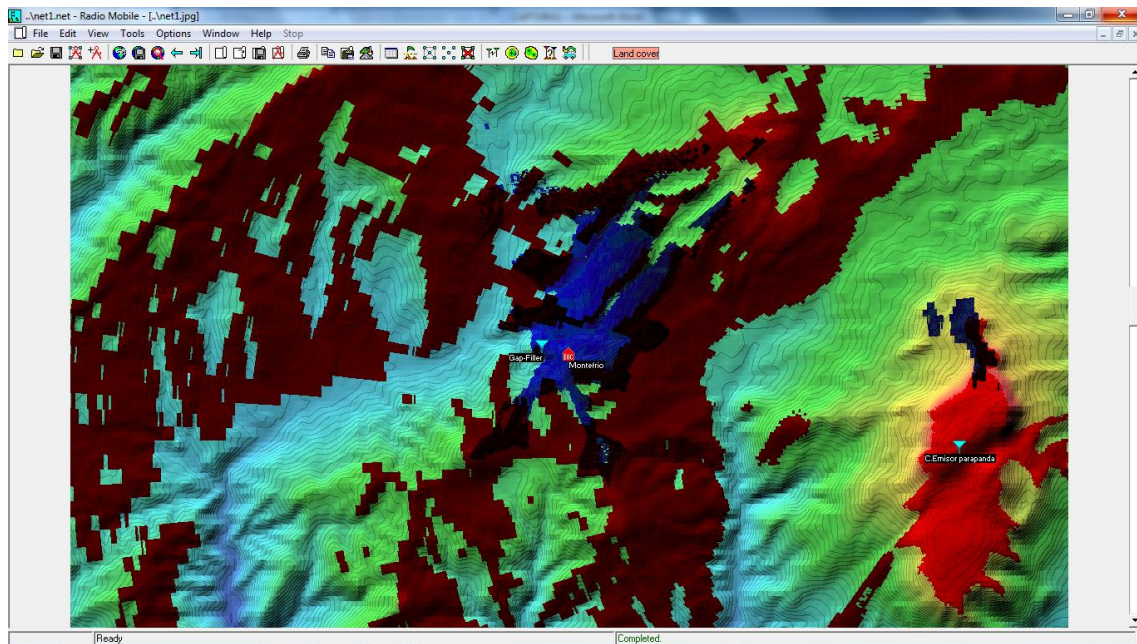 ..\net1.net - Radio Mobile - [..\net1.jpg]
File Edit View Tools Options Window Help Stop
Land cover
Gap-Filler
Montefrio
C.Emisor parapanda
Ready
Completed.